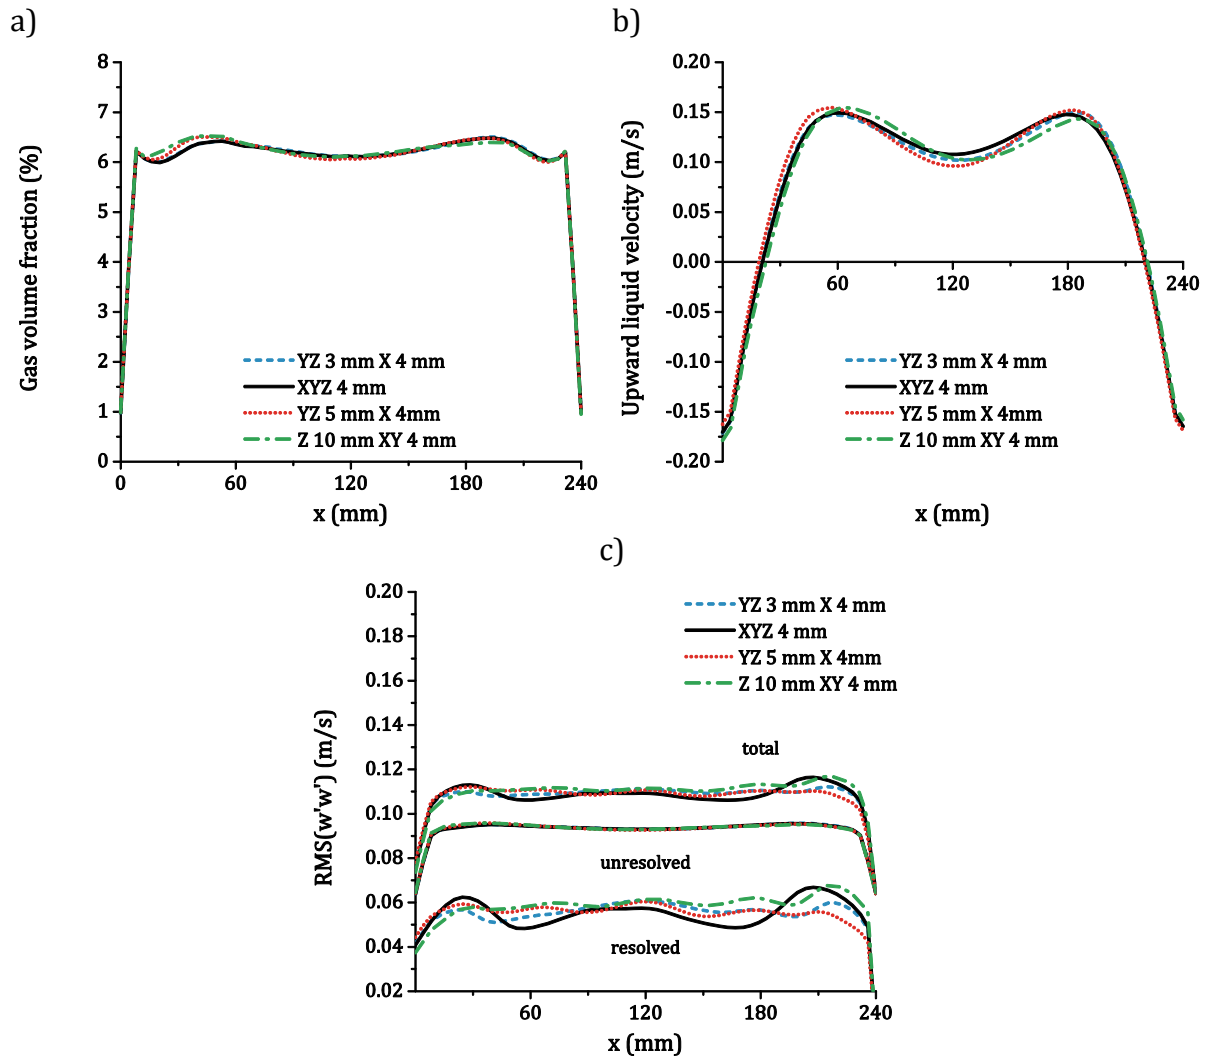 a)
b)
8
7
6
5
4
3
2
1
0
Gas volume fraction (%)
YZ 3 mm X 4 mm
XYZ 4 mm
YZ 5 mm X 4mm
Z 10 mm XY 4 mm
0
60
120
180
240
x (mm)
0.20
0.15
0.10
0.05
0.00
-0.05
-0.10
-0.15
-0.20
Upward liquid velocity (m/s)
60
120
180
240
YZ 3 mm X 4 mm
XYZ 4 mm
YZ 5 mm X 4mm
Z 10 mm XY 4 mm
x (mm)
c)
0.20
0.18
0.16
0.14
0.12
0.10
0.08
0.06
0.04
0.02
RMS(w'w') (m/s)
YZ 3 mm X 4 mm
XYZ 4 mm
YZ 5 mm X 4mm
Z 10 mm XY 4 mm
total
unresolved
resolved
60
120
180
240
x (mm)